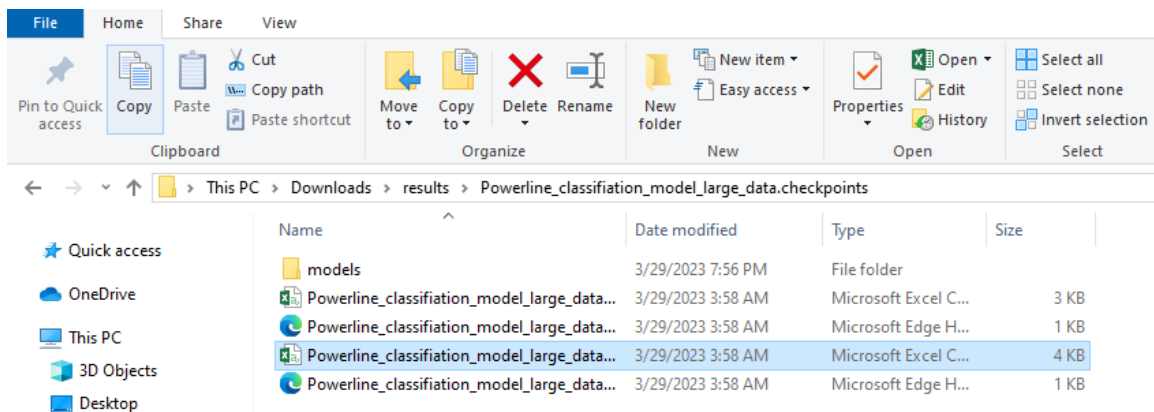 File Home Share View
Pin to Quick access
Copy
Paste
Cut
Copy path
Paste shortcut
Clipboard
Move to
Copy to
Delete
Rename
Organize
New folder
New item
Easy access
New
Properties
Open
Edit
History
Open
Select all
Select none
Invert selection
Select
This PC > Downloads > results > Powerline_classifiation_model_large_data.checkpoints
Quick access
OneDrive
This PC
3D Objects
Desktop
Name Date modified Type Size
models 3/29/2023 7:56 PM File folder
Powerline_classifiation_model_large_data... 3/29/2023 3:58 AM Microsoft Excel C... 3 KB
Powerline_classifiation_model_large_data... 3/29/2023 3:58 AM Microsoft Edge H... 1 KB
Powerline_classifiation_model_large_data... 3/29/2023 3:58 AM Microsoft Excel C... 4 KB
Powerline_classifiation_model_large_data... 3/29/2023 3:58 AM Microsoft Edge H... 1 KB